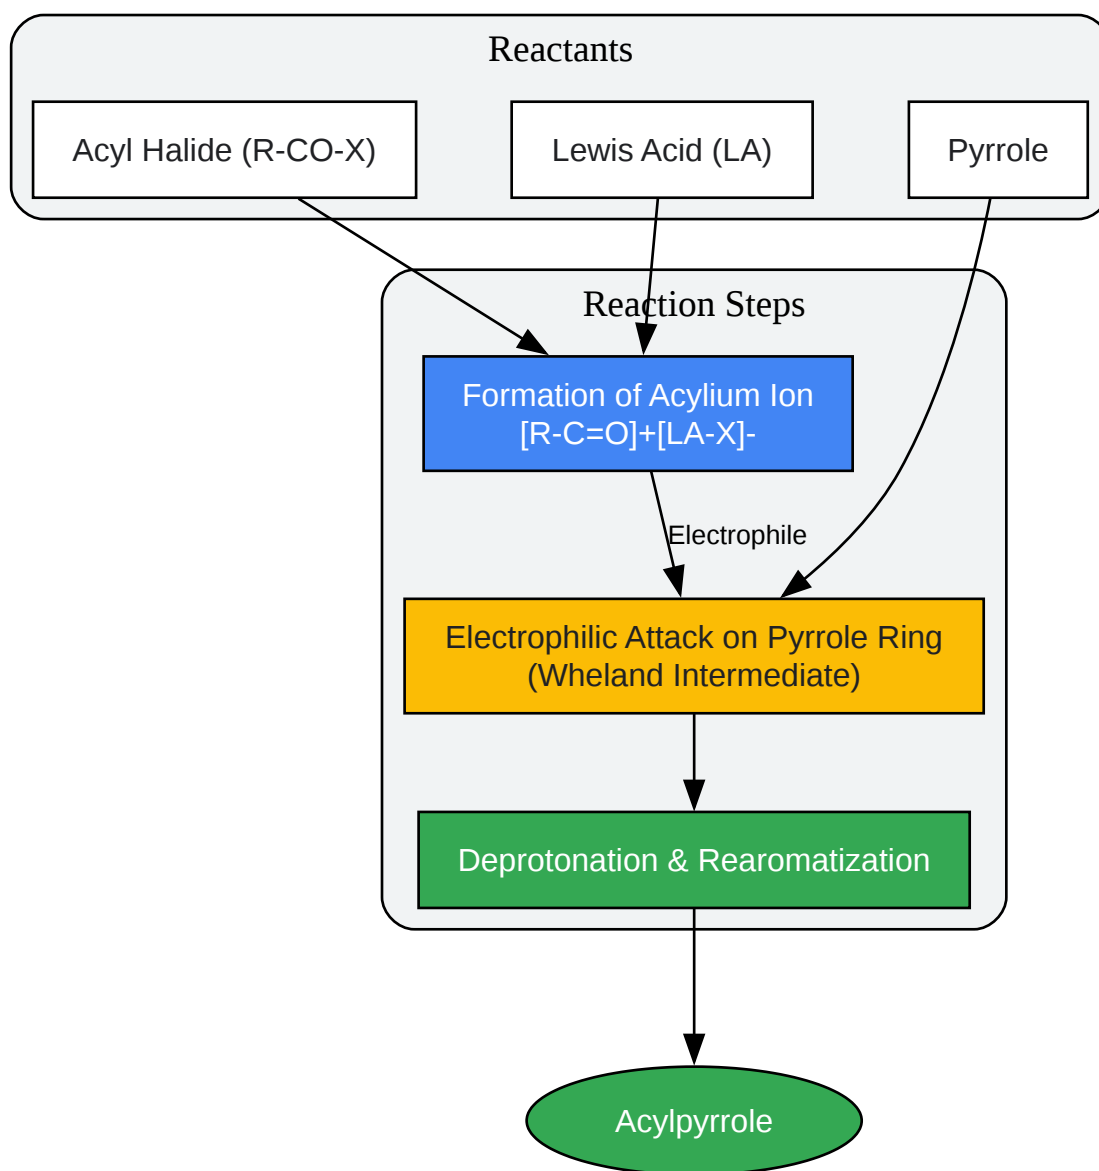 Reactants
Acyl Halide (R-CO-X)
Lewis Acid (LA)
Pyrrole
Reaction Steps
Formation of Acylium Ion
[R-C=O]+[LA-X]-
Electrophile
Electrophilic Attack on Pyrrole Ring
(Wheland Intermediate)
Deprotonation & Rearomatization
Acylpyrrole